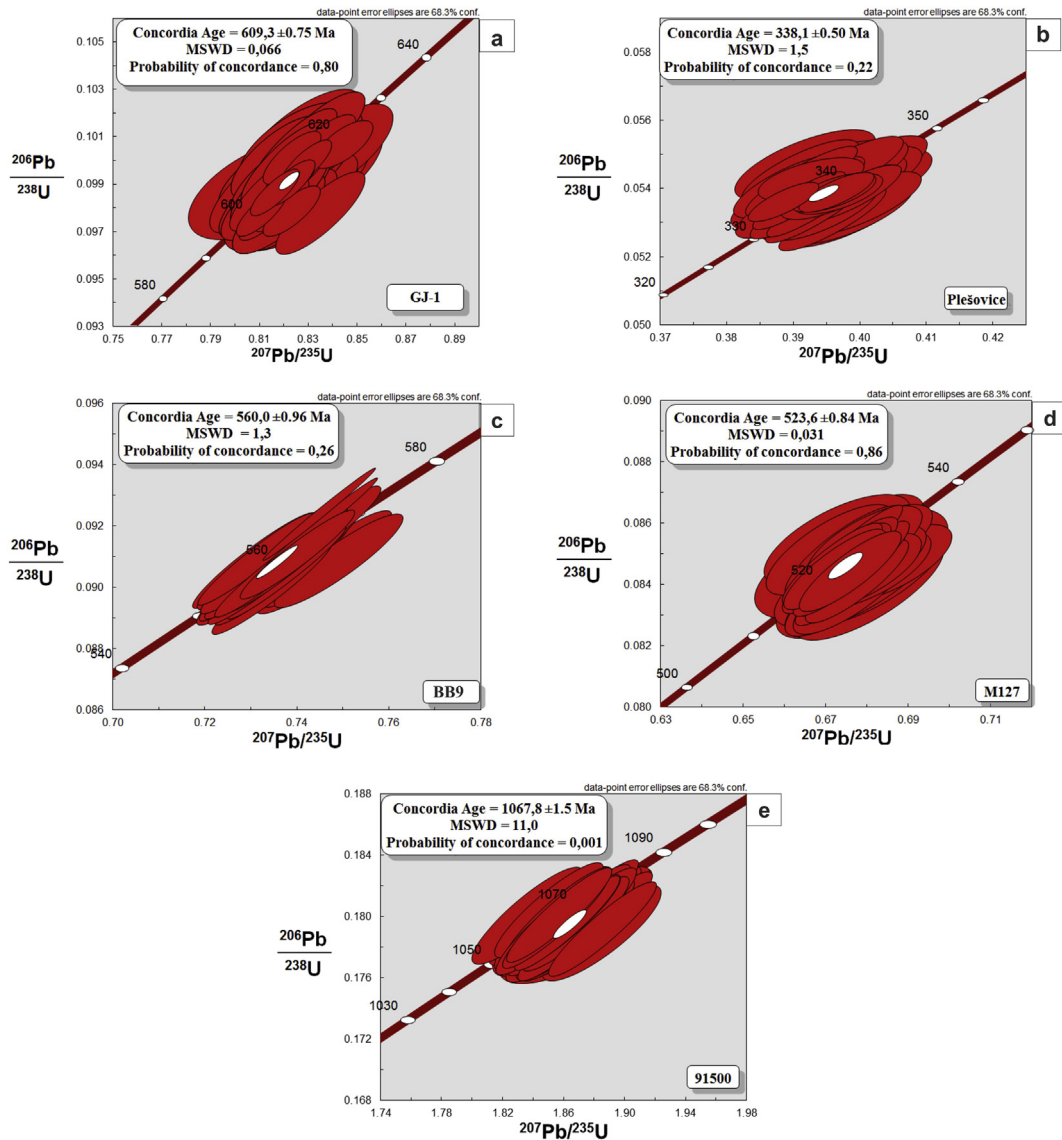 data-point error ellipses are 68.3% conf.
a
Concordia Age = 609,3 ±0.75 Ma
MSWD = 0,066
Probability of concordance = 0,80
0.105
0.103
0.101
0.099
0.097
0.095
0.093
206Pb
238U
640
620
600
580
GJ-1
0.75 0.77 0.79 0.81 0.83 0.85 0.87 0.89
207Pb/235U
data-point error ellipses are 68.3% conf.
b
Concordia Age = 338,1 ±0.50 Ma
MSWD = 1,5
Probability of concordance = 0,22
0.058
0.056
0.054
0.052
0.050
206Pb
238U
350
340
330
320
Plešovice
0.37 0.38 0.39 0.40 0.41 0.42
207Pb/235U
data-point error ellipses are 68.3% conf.
c
Concordia Age = 560,0 ±0.96 Ma
MSWD = 1,3
Probability of concordance = 0,26
0.096
0.094
0.092
0.090
0.088
0.086
206Pb
238U
580
560
540
BB9
0.70 0.72 0.74 0.76 0.78
207Pb/235U
data-point error ellipses are 68.3% conf.
d
Concordia Age = 523,6 ±0.84 Ma
MSWD = 0,031
Probability of concordance = 0,86
0.090
0.088
0.086
0.084
0.082
0.080
206Pb
238U
540
520
500
M127
0.63 0.65 0.67 0.69 0.71
207Pb/235U
data-point error ellipses are 68.3% conf.
e
Concordia Age = 1067,8 ±1.5 Ma
MSWD = 11,0
Probability of concordance = 0,001
0.188
0.184
0.180
0.176
0.172
0.168
206Pb
238U
1090
1070
1050
1030
91500
1.74 1.78 1.82 1.86 1.90 1.94 1.98
207Pb/235U